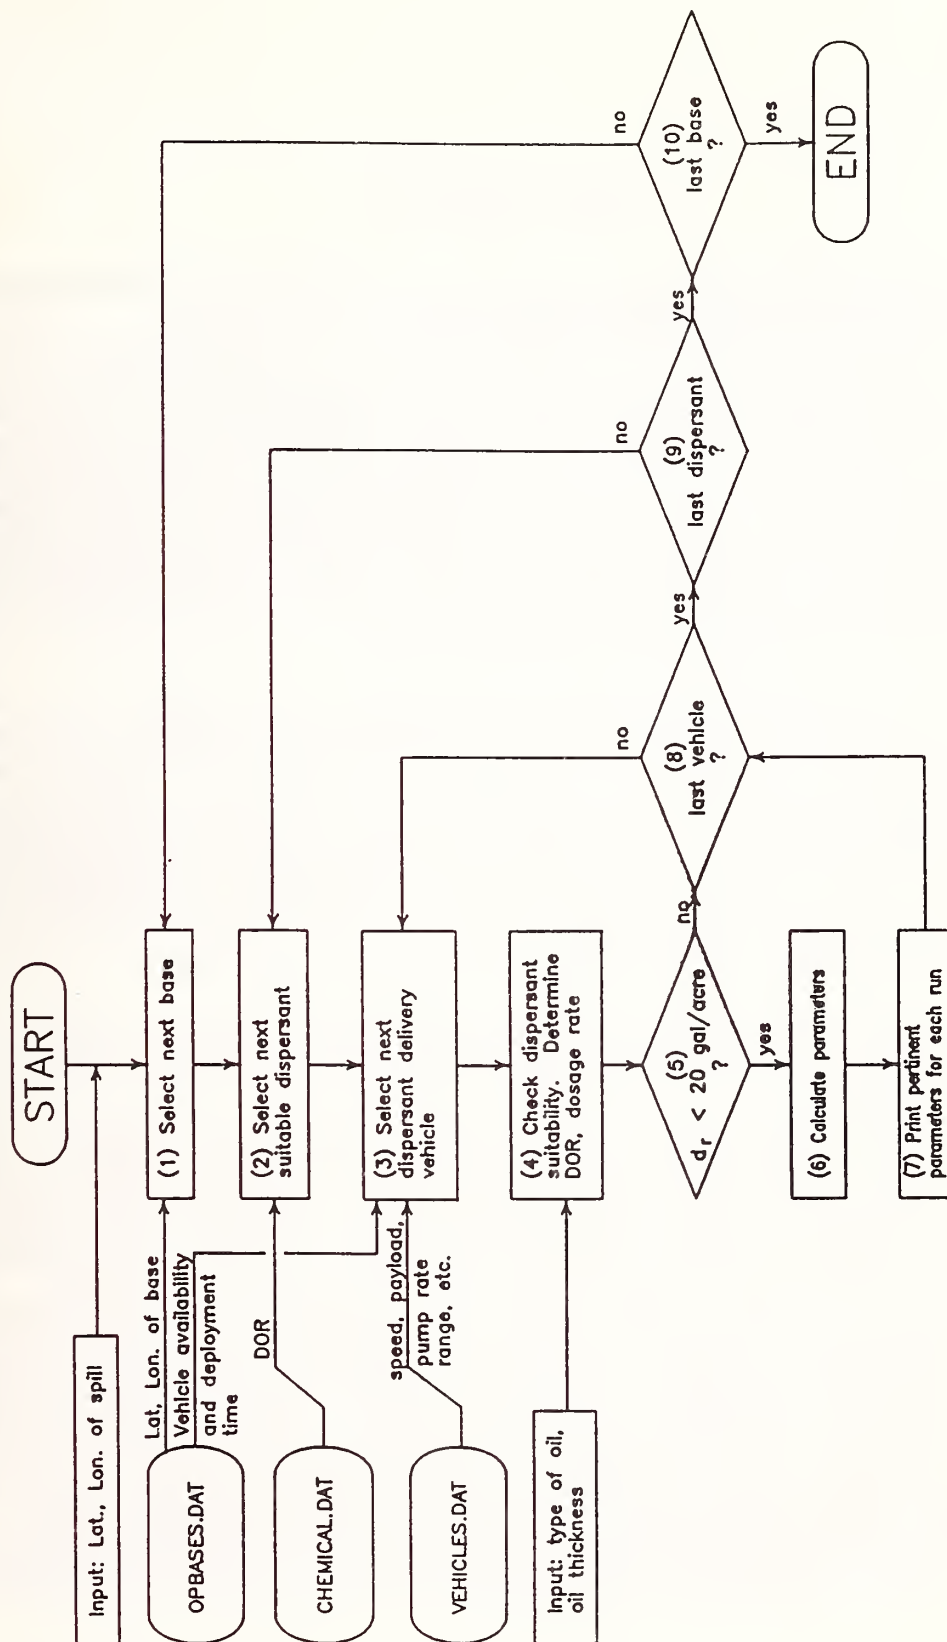 START
Input: Lat., Lon. of spill
(1) Select next base
Lat, Lon. of base
Vehicle availability
and deployment
time
OPBASES.DAT
(2) Select next
suitable dispersant
DOR
CHEMICAL.DAT
(3) Select next
dispersant delivery
vehicle
speed, payload,
pump rate
range, etc.
VEHICLES.DAT
(4) Check dispersant
suitability. Determine
DOR, dosage rate
Input: type of oil,
oil thickness
(5)
d r < 20 gal/acre
?
yes
no
(6) Calculate parameters
(7) Print pertinent
parameters for each run
(8)
last vehicle
?
no
yes
(9)
last dispersant
?
no
yes
(10)
last base
?
no
yes
END